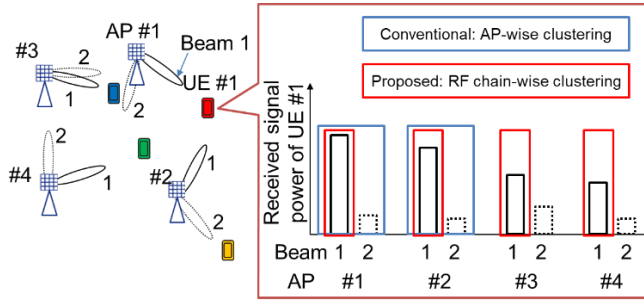 AP #1
Beam 1
#3
2
1
UE #1
2
2
#4
1
#2
1
2
Conventional: AP-wise clustering
Proposed: RF chain-wise clustering
Received signal
power of UE #1
Beam 1 2 1 2 1 2 1 2
AP #1 #2 #3 #4